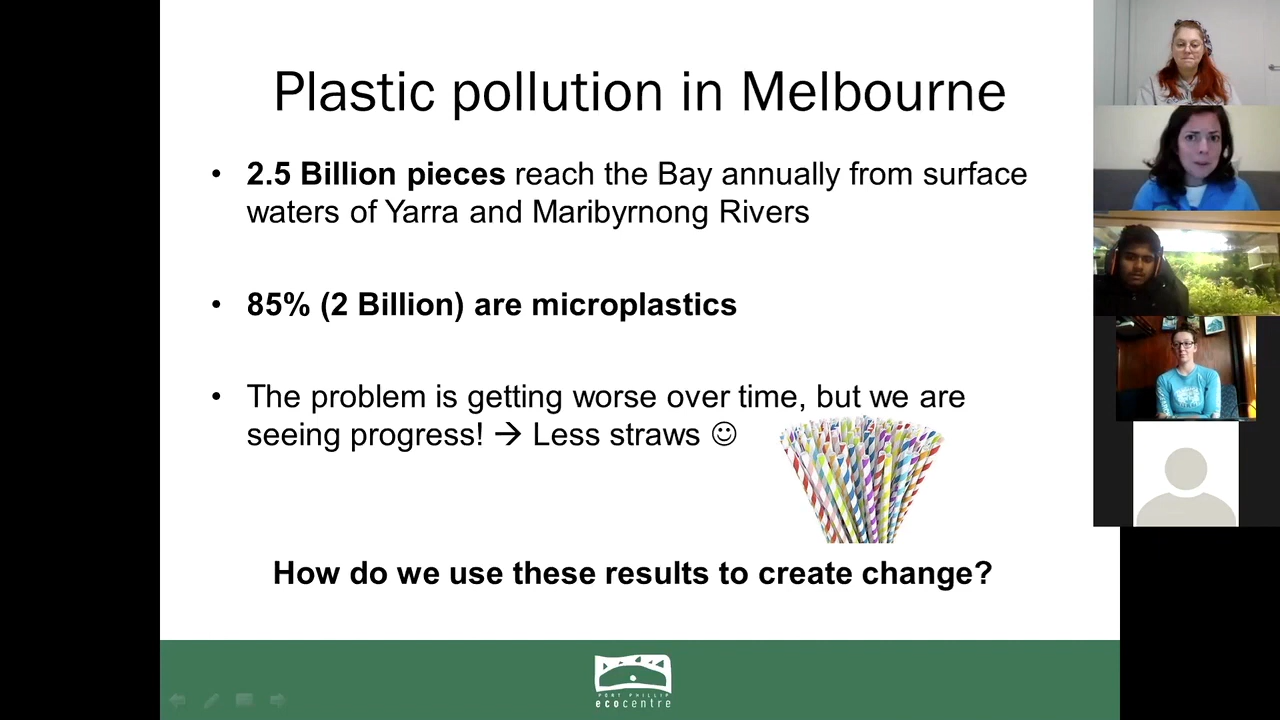 Plastic pollution in Melbourne
• 2.5 Billion pieces reach the Bay annually from surface
waters of Yarra and Maribyrnong Rivers
• 85% (2 Billion) are microplastics
• The problem is getting worse over time, but we are
seeing progress! → Less straws ☺
How do we use these results to create change?
PORT PHILLIP
ecocentre